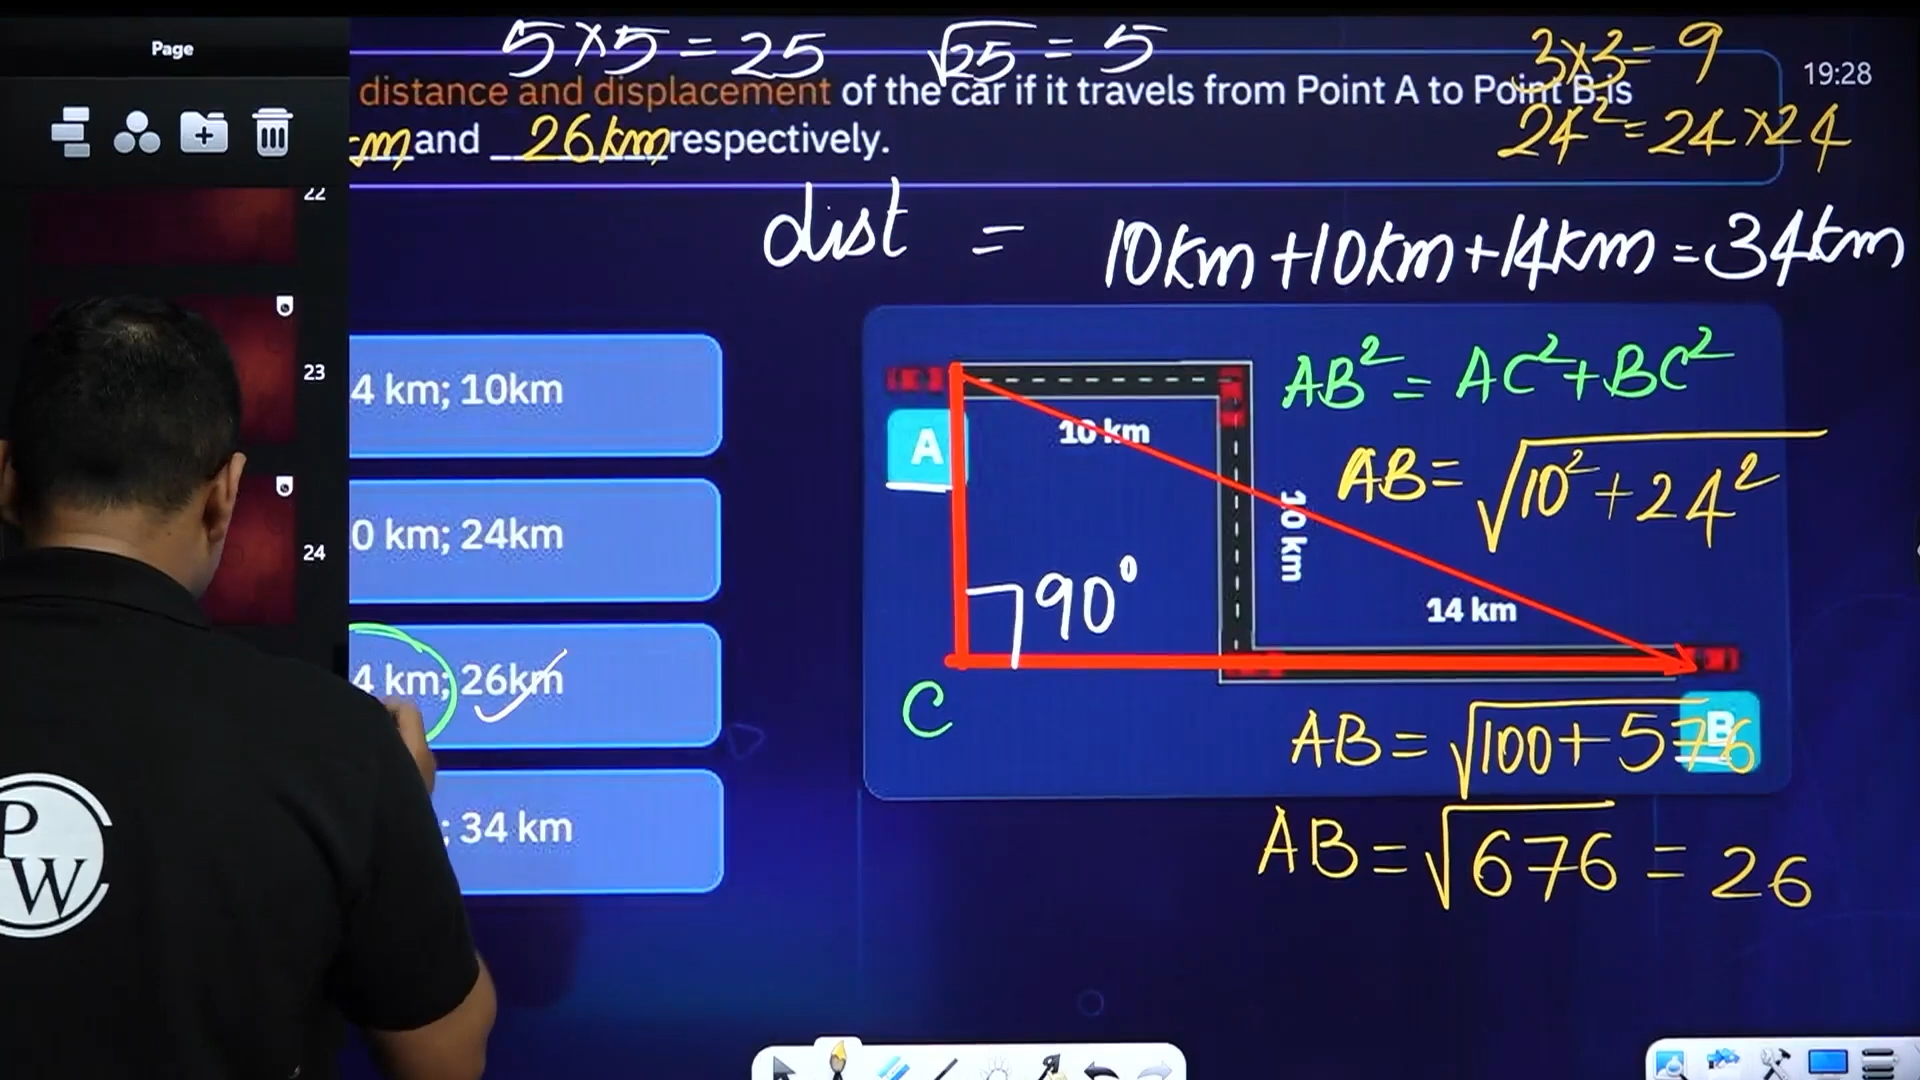 Page
5×5=25 √25=5
3×3=9
19:28
distance and displacement of the car if it travels from Point A to Point B is
24²=24×24
and 26km respectively.
22
dist = 10km+10km+14km=34km
23
4 km; 10km
AB²=AC²+BC²
A
10 km
AB=√10²+24²
24
0 km; 24km
10 km
90°
14 km
4 km; 26km
C
B
AB=√100+576
; 34 km
AB=√676=26
PW